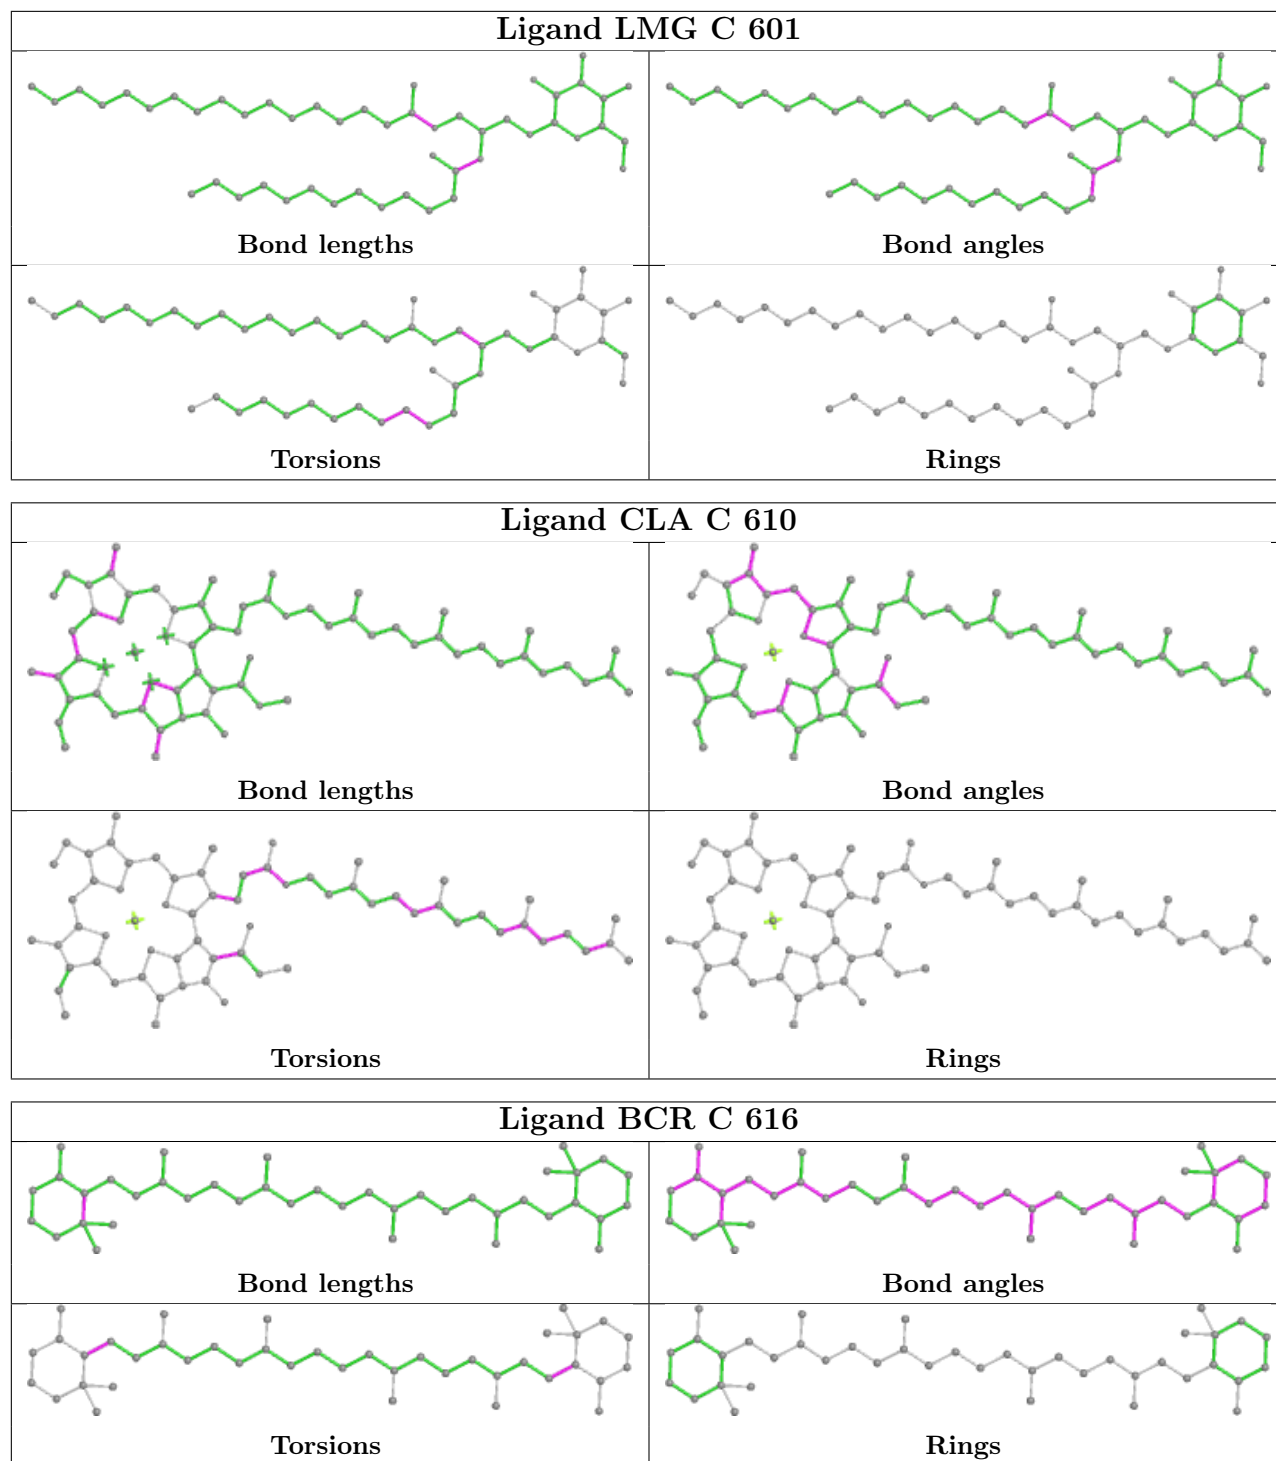 Ligand LMG C 601
Bond lengths
Bond angles
Torsions
Rings
Ligand CLA C 610
Bond lengths
Bond angles
Torsions
Rings
Ligand BCR C 616
Bond lengths
Bond angles
Torsions
Rings